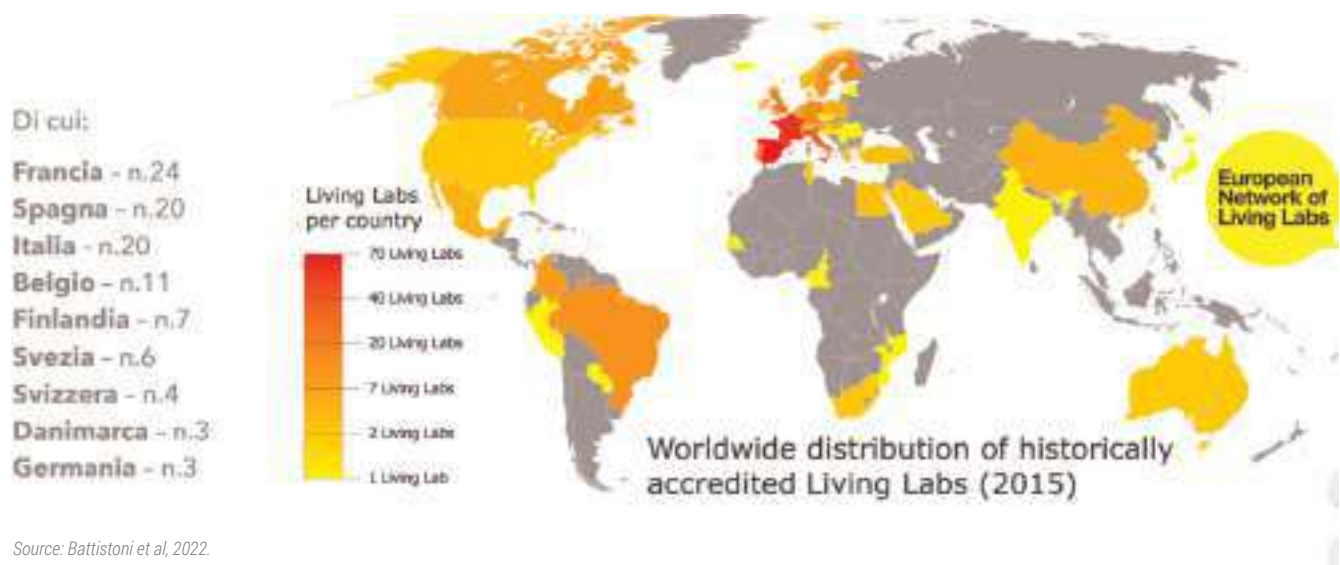 Di cui:
Francia - n.24
Spagna - n.20
Italia - n.20
Belgio - n.11
Finlandia - n.7
Svezia - n.6
Svizzera - n.4
Danimarca - n.3
Germania - n.3
Living Labs
per country
70 Living Labs
40 Living Labs
20 Living Labs
7 Living Labs
2 Living Labs
1 Living Lab
European
Network of
Living Labs
Worldwide distribution of historically
accredited Living Labs (2015)
Source: Battistoni et al, 2022.